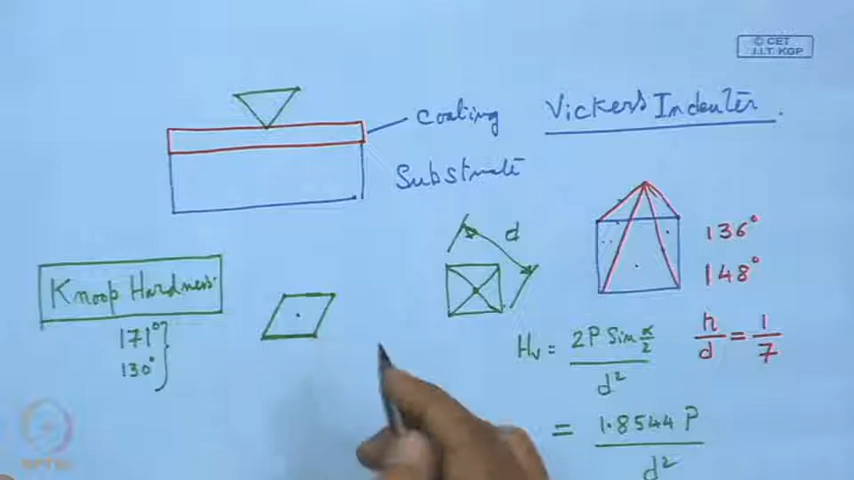 © CET
I.I.T. KGP
Coating
Vickers Indenter.
Substrate
d
136°
148°
Knoop Hardness.
171°
130°
Hv = 2P Sin α/2 / d²
h/d = 1/7
= 1.8544 P / d²